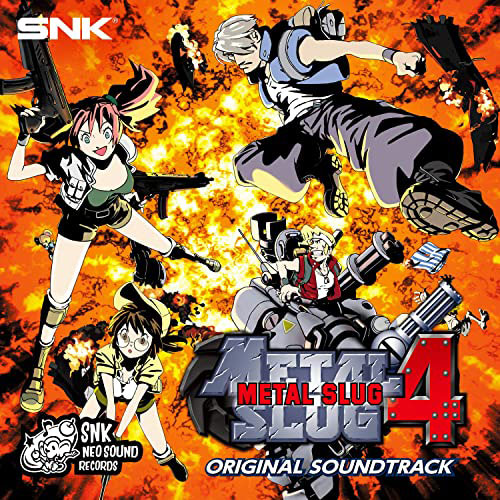 SNK®
METAL
METAL SLUG
SLUG
4
ORIGINAL SOUNDTRACK
SNK
NEO SOUND
RECORDS